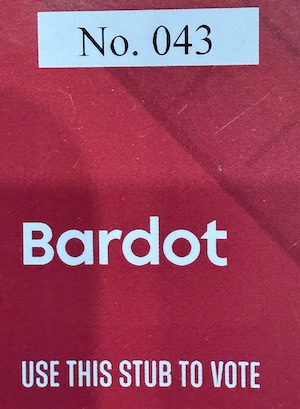 No. 043
Bardot
USE THIS STUB TO VOTE